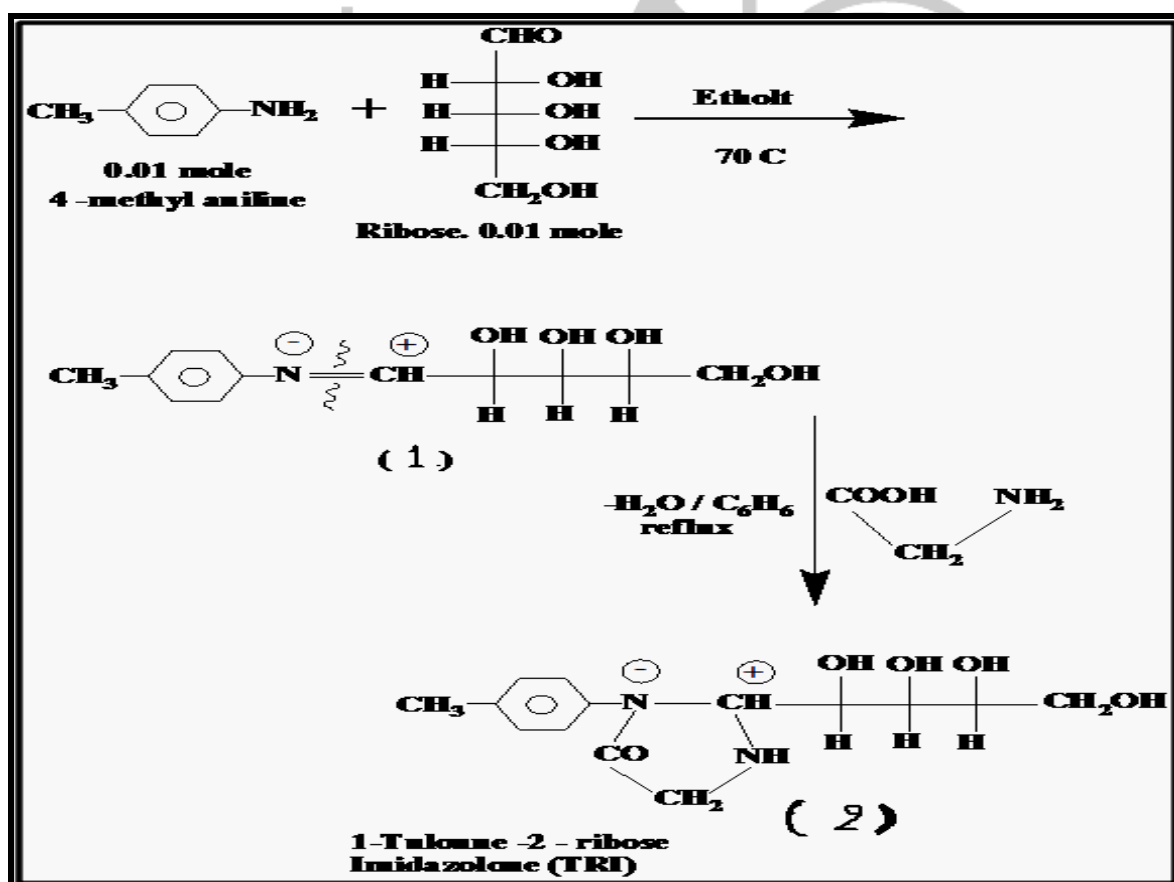 CHO
H OH
CH₃ NH₂ + H OH Etholt
H OH 70 C
0.01 mole
4 -methyl aniline
CH₂OH
Ribose. 0.01 mole
− + OH OH OH
CH₃ N CH CH₂OH
H H H
( 1 )
-H₂O / C₆H₆
reflux
COOH NH₂
CH₂
− + OH OH OH
CH₃ N CH CH₂OH
H H H
CO NH
CH₂
( 2 )
-2 - ribose
Imidazolone (TRI)